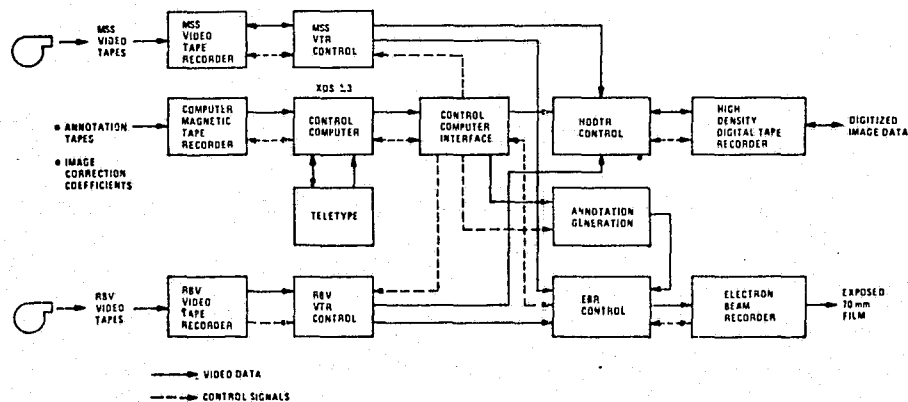 MSS
VIDEO
TAPES
MSS
VIDEO
TAPE
RECORDER
MSS
VTR
CONTROL
XDS
• ANNOTATION
TAPES
• IMAGE
CORRECTION
COEFFICIENTS
COMPUTER
MAGNETIC
TAPE
RECORDER
CONTROL
COMPUTER
CONTROL
COMPUTER
INTERFACE
HDDTR
CONTROL
HIGH
DENSITY
DIGITAL TAPE
RECORDER
DIGITIZED
IMAGE DATA
TELETYPE
ANNOTATION
GENERATION
RBV
VIDEO
TAPES
RBV
VIDEO
TAPE
RECORDER
RBV
VTR
CONTROL
EBR
CONTROL
ELECTRON
BEAM
RECORDER
EXPOSED
70 mm
FILM
VIDEO DATA
CONTROL SIGNALS